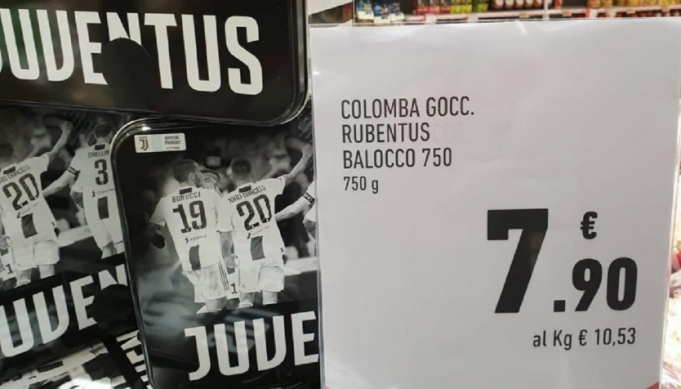 JUVENTUS
COLOMBA GOCC.
RUBENTUS
BALOCCO 750
750 g
7.90 €
al Kg € 10,53
20
3
BONUCCI
19
20
JUVEN
JUVE